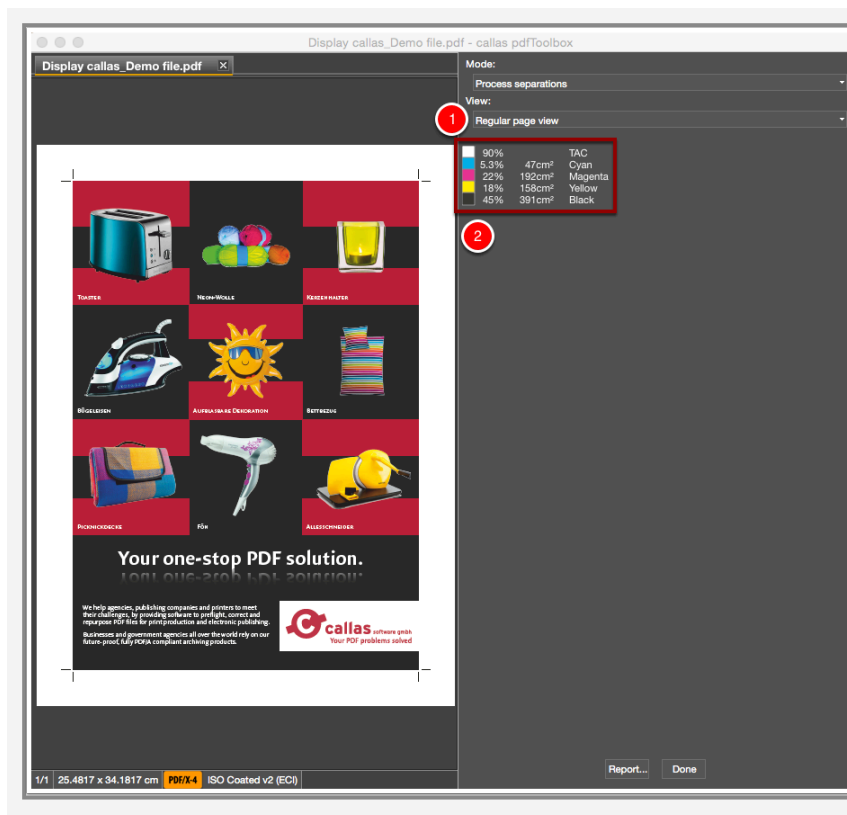 Display callas_Demo file.pdf - callas pdfToolbox
Display callas_Demo file.pdf
Mode:
Process separations
View:
1
Regular page view
90% TAC
5.3% 47cm² Cyan
22% 192cm² Magenta
18% 158cm² Yellow
45% 391cm² Black
2
Toaster
Neon-Wolle
Kerzenhalter
Bügeleisen
Aufblasbare Dekoration
Bettbezug
Picknickdecke
Fön
Allesschneider
Your one-stop PDF solution.
We help agencies, publishing companies and printers to meet
their challenges, by providing software to preflight, correct and
repurpose PDF files for print production and electronic publishing.
Businesses and government agencies all over the world rely on our
future-proof, fully PDF/A compliant archiving products.
callas software gmbh
Your PDF problems solved
Report... Done
1/1 25.4817 x 34.1817 cm PDF/X-4 ISO Coated v2 (ECI)